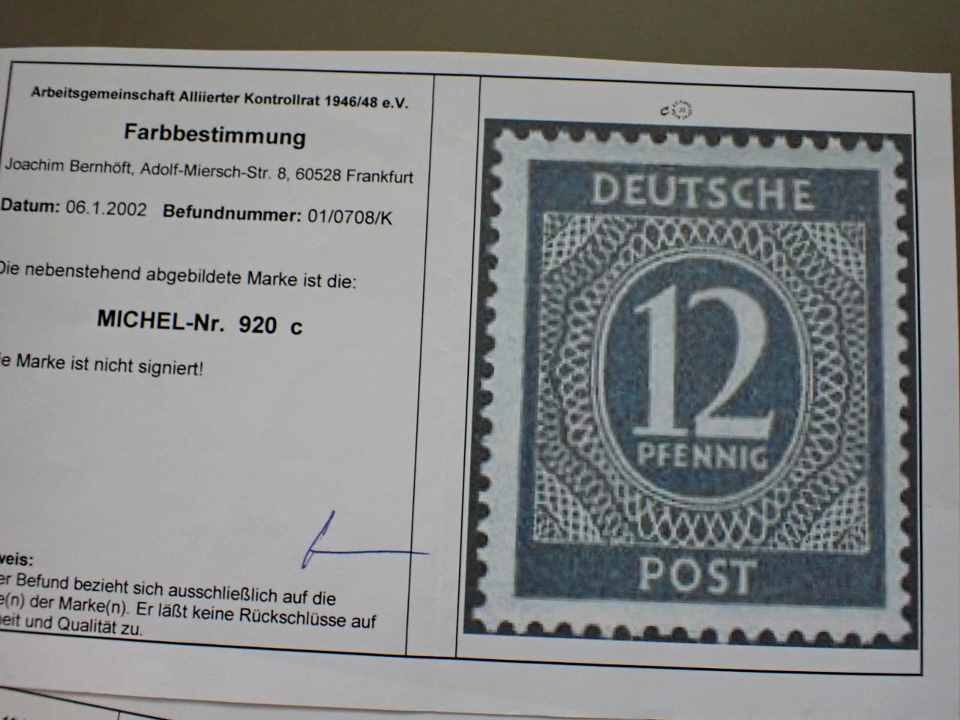 Arbeitsgemeinschaft Alliierter Kontrollrat 1946/48 e.V.
Farbbestimmung
Joachim Bernhöft, Adolf-Miersch-Str. 8, 60528 Frankfurt
Datum: 06.1.2002 Befundnummer: 01/0708/K
Die nebenstehend abgebildete Marke ist die:
MICHEL-Nr. 920 c
ie Marke ist nicht signiert!
weis:
er Befund bezieht sich ausschließlich auf die
e(n) der Marke(n). Er läßt keine Rückschlüsse auf
heit und Qualität zu.
c
DEUTSCHE
12
PFENNIG
POST